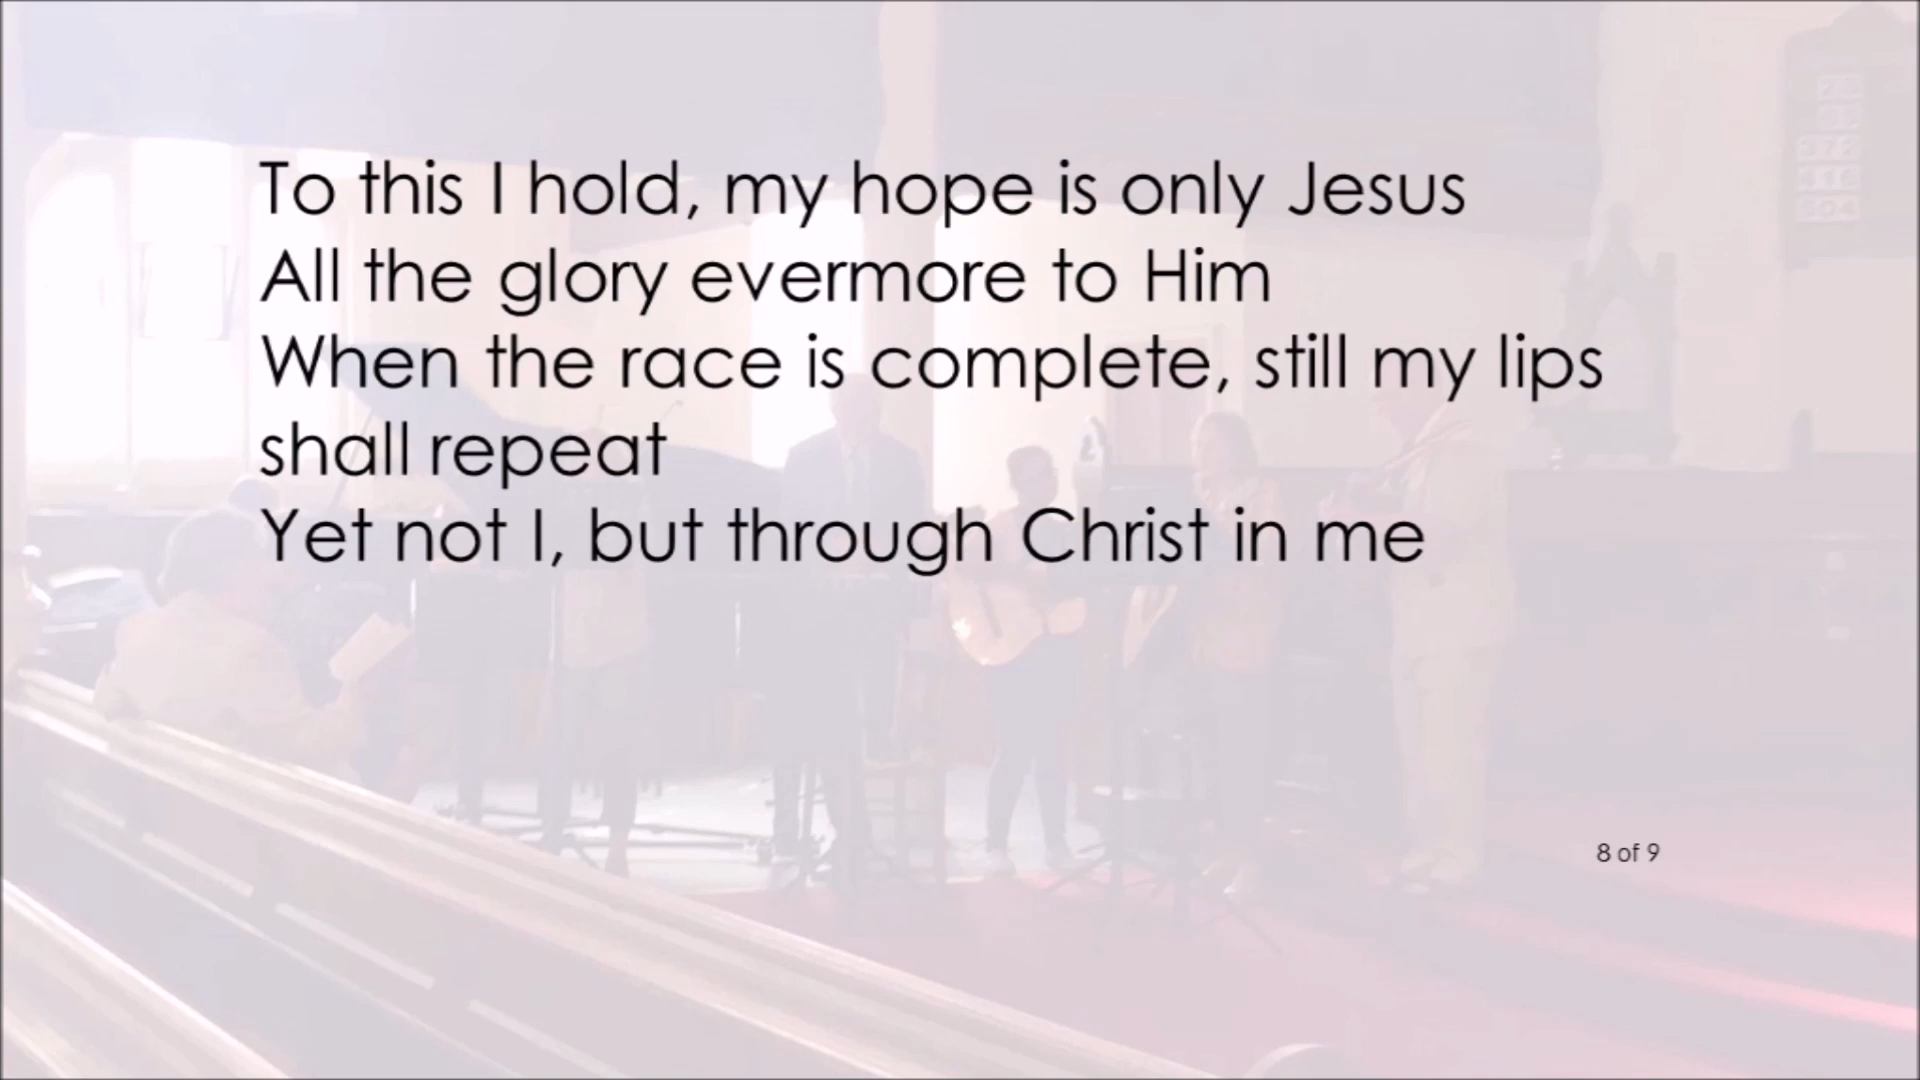 To this I hold, my hope is only Jesus
All the glory evermore to Him
When the race is complete, still my lips
shall repeat
Yet not I, but through Christ in me
8 of 9